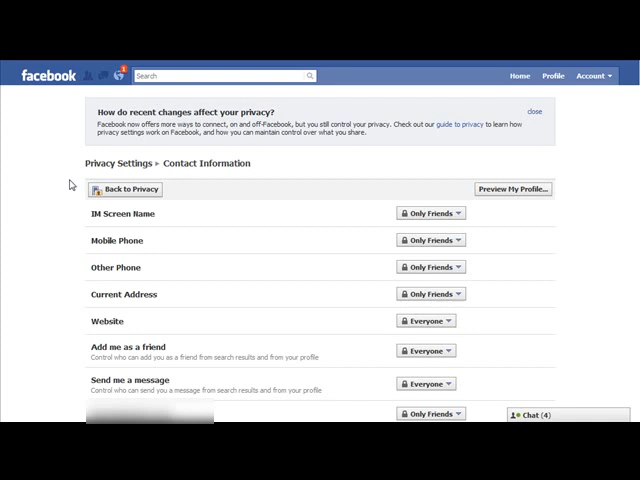 facebook 1 Search Home Profile Account
How do recent changes affect your privacy? close
Facebook now offers more ways to connect, on and off-Facebook, but you still control your privacy. Check out our guide to privacy to learn how
privacy settings work on Facebook, and how you can maintain control over what you share.
Privacy Settings ▸ Contact Information
Back to Privacy Preview My Profile...
IM Screen Name Only Friends
Mobile Phone Only Friends
Other Phone Only Friends
Current Address Only Friends
Website Everyone
Add me as a friend Everyone
Control who can add you as a friend from search results and from your profile
Send me a message Everyone
Control who can send you a message from search results and from your profile
Only Friends
Chat (4)